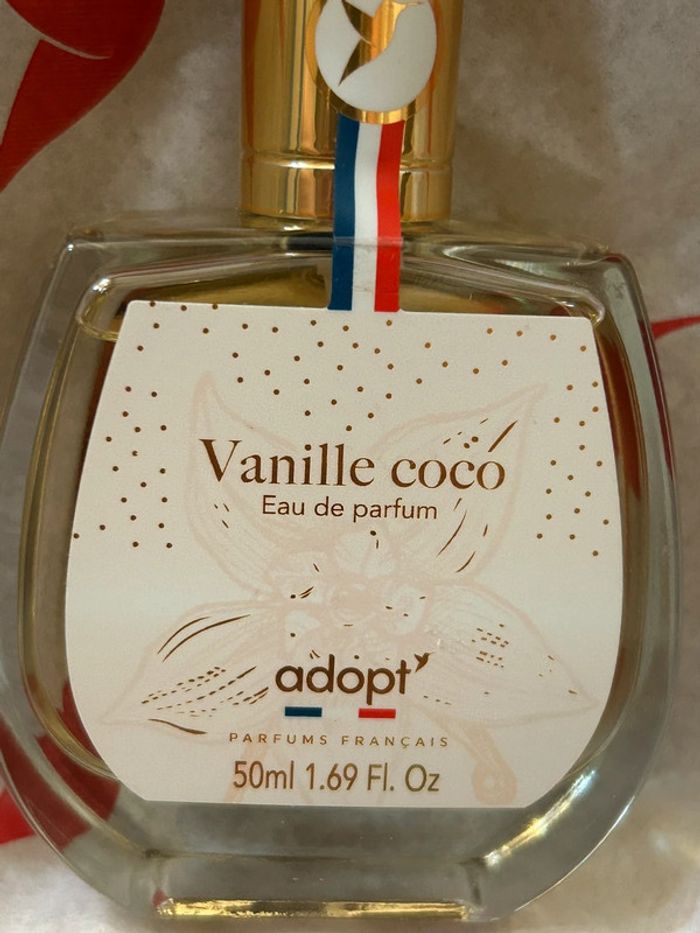 Vanille coco
Eau de parfum
adopt'
PARFUMS FRANÇAIS
50ml 1.69 Fl. Oz